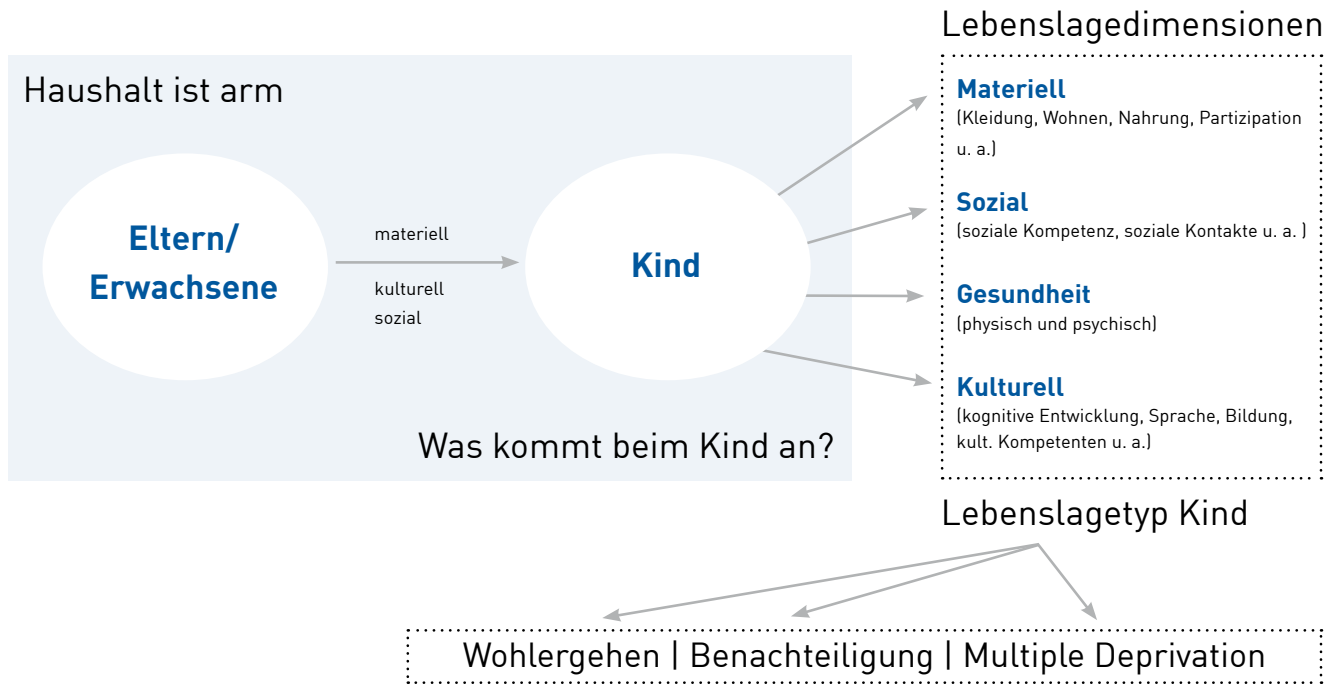 Lebenslagedimensionen
Haushalt ist arm
Eltern/
Erwachsene
materiell
kulturell
sozial
Kind
Was kommt beim Kind an?
Materiell
(Kleidung, Wohnen, Nahrung, Partizipation
u. a.)
Sozial
(soziale Kompetenz, soziale Kontakte u. a. )
Gesundheit
(physisch und psychisch)
Kulturell
(kognitive Entwicklung, Sprache, Bildung,
kult. Kompetenten u. a.)
Lebenslagetyp Kind
Wohlergehen | Benachteiligung | Multiple Deprivation